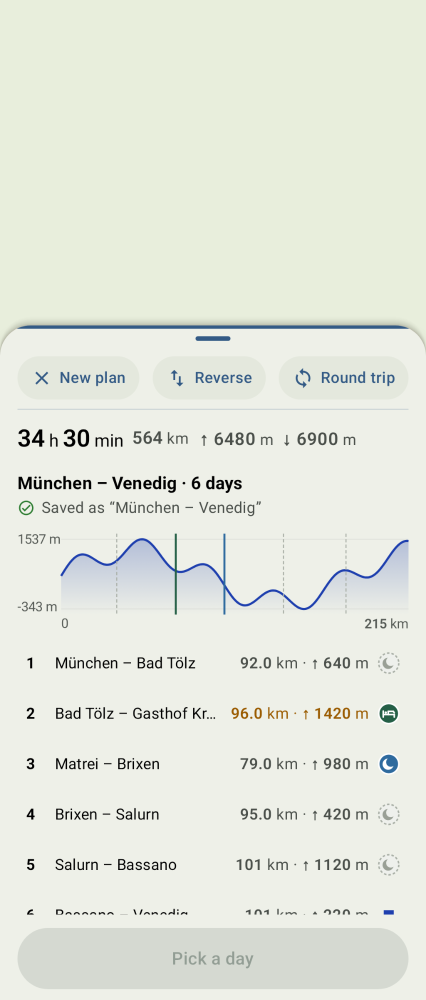 New plan
Reverse
Round trip
34 h 30 min 564 km ↑ 6480 m ↓ 6900 m
München – Venedig · 6 days
Saved as “München – Venedig”
1537 m
-343 m
0 215 km
1 München – Bad Tölz 92.0 km · ↑ 640 m
2 Bad Tölz – Gasthof Kr… 96.0 km · ↑ 1420 m
3 Matrei – Brixen 79.0 km · ↑ 980 m
4 Brixen – Salurn 95.0 km · ↑ 420 m
5 Salurn – Bassano 101 km · ↑ 1120 m
6 Bassano – Venedig
Pick a day